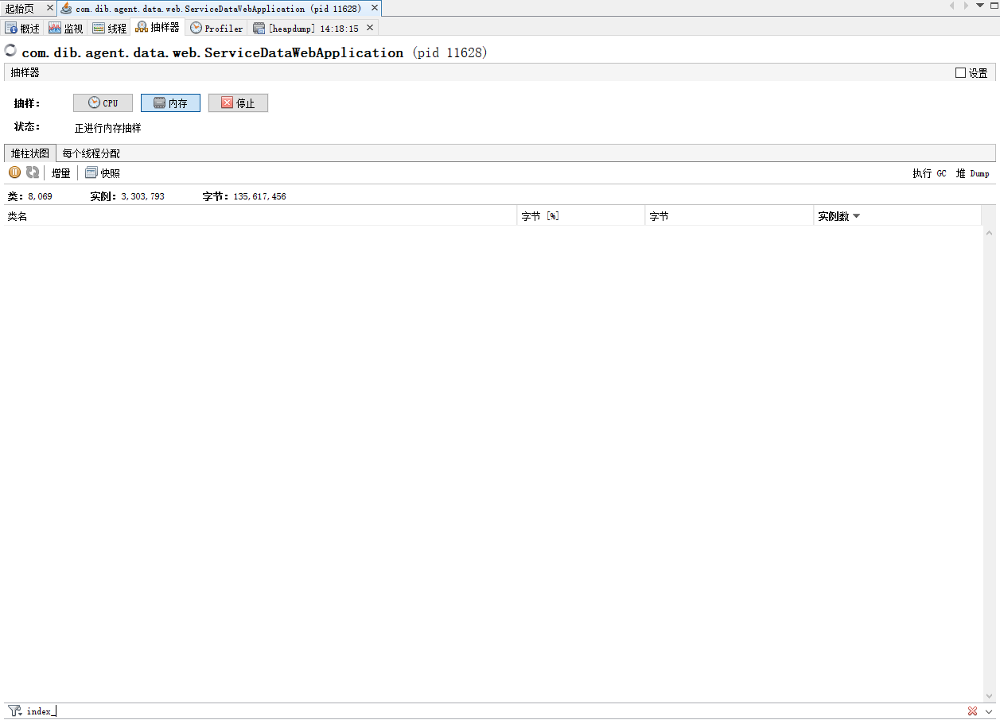 起始页 com.dib.agent.data.web.ServiceDataWebApplication (pid 11628)
概述 监视 线程 抽样器 Profiler [heapdump] 14:18:15
com.dib.agent.data.web.ServiceDataWebApplication (pid 11628)
抽样器 设置
抽样： CPU 内存 停止
状态： 正进行内存抽样
堆柱状图 每个线程分配
增量 快照 执行 GC 堆 Dump
类：8,069 实例：3,303,793 字节：135,617,456
类名 字节 [%] 字节 实例数
index_